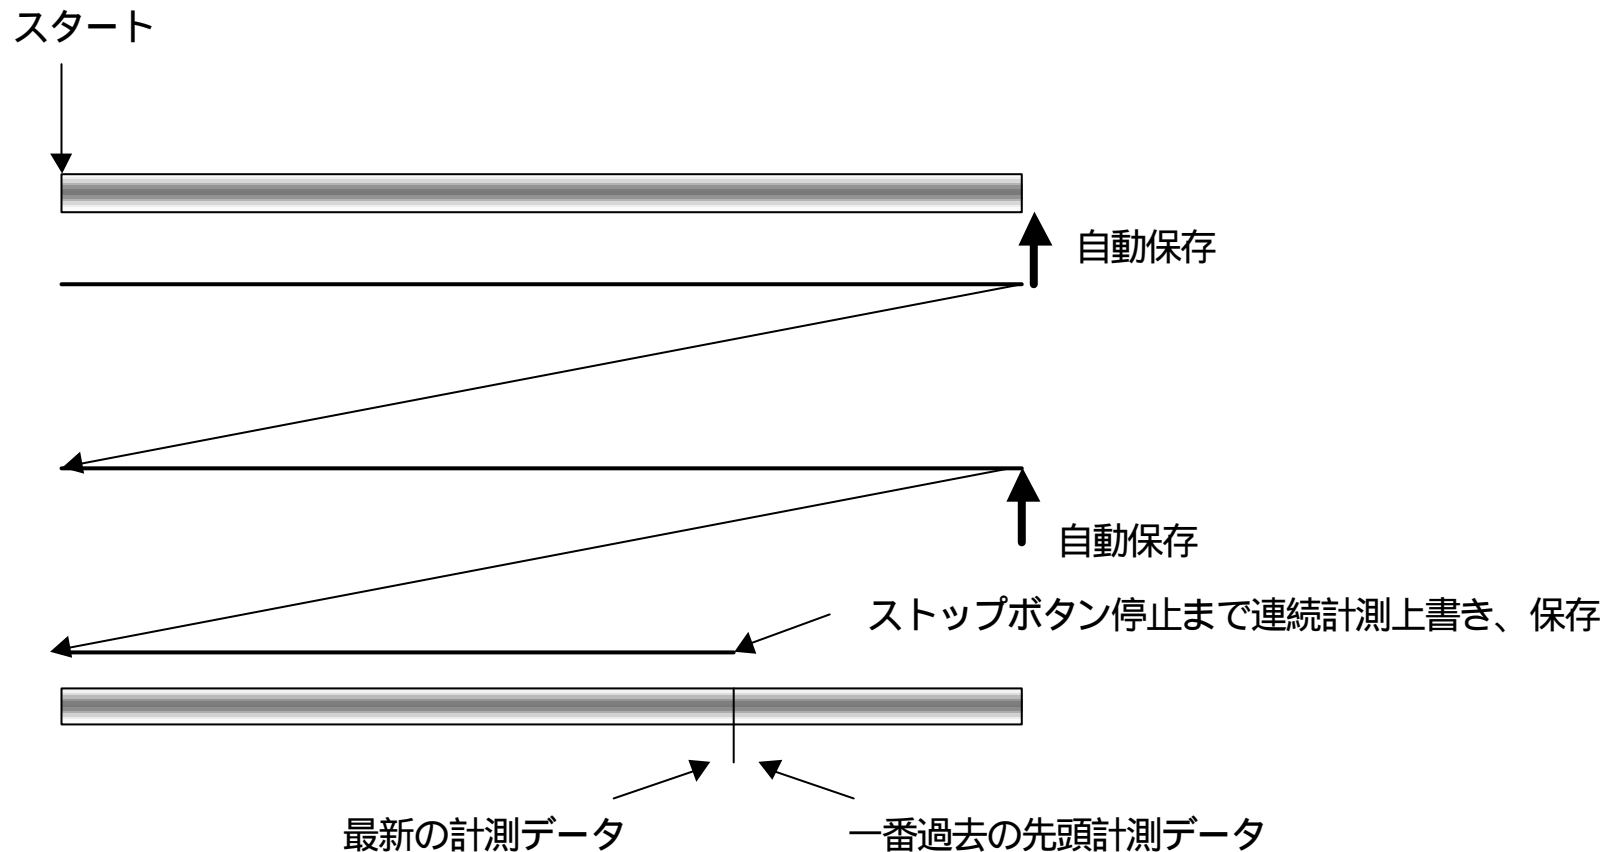 スタート
自動保存
自動保存
ストップボタン停止まで連続計測上書き、保存
最新の計測データ
一番過去の先頭計測データ